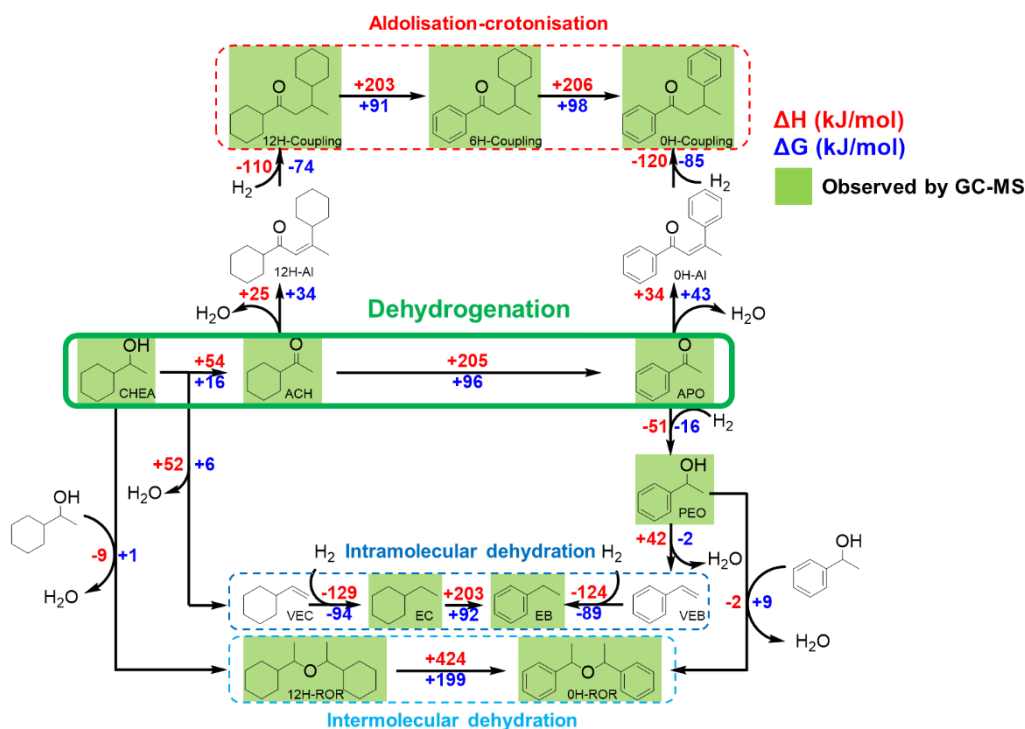 Aldolisation-crotonisation
O
12H-Coupling
+203
+91
O
6H-Coupling
+206
+98
O
0H-Coupling
ΔH (kJ/mol)
ΔG (kJ/mol)
Observed by GC-MS
-110
-74
H2
-120
-85
H2
O
12H-Al
O
0H-Al
+25
+34
H2O
+34
+43
H2O
Dehydrogenation
OH
CHEA
+54
+16
O
ACH
+205
+96
O
APO
-51
-16
H2
+52
+6
H2O
OH
PEO
OH
-9
+1
H2O
+42
-2
H2O
OH
-2
+9
H2O
H2
Intramolecular dehydration
H2
VEC
-129
-94
EC
+203
+92
EB
-124
-89
VEB
O
12H-ROR
+424
+199
O
0H-ROR
Intermolecular dehydration